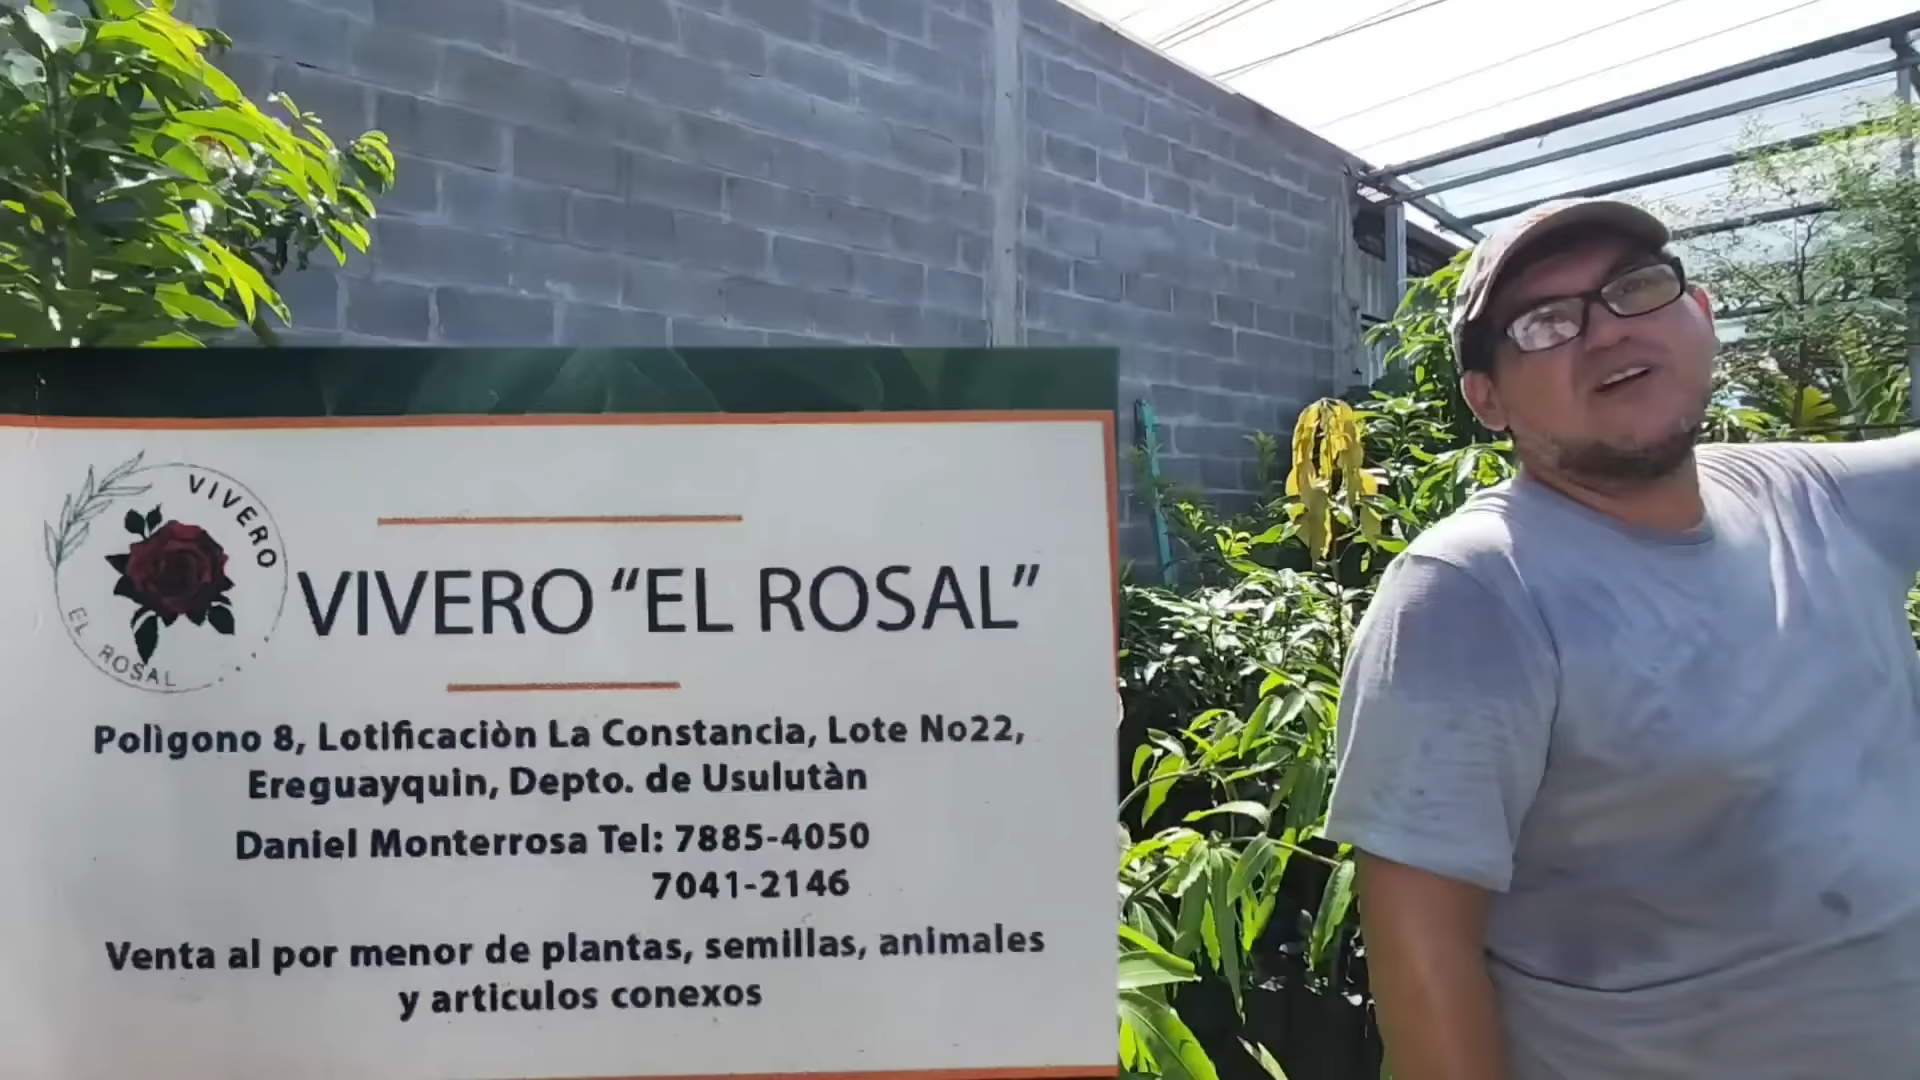 VIVERO
EL ROSAL
VIVERO “EL ROSAL”
Polìgono 8, Lotificaciòn La Constancia, Lote No22,
Ereguayquin, Depto. de Usulutàn
Daniel Monterrosa Tel: 7885-4050
7041-2146
Venta al por menor de plantas, semillas, animales
y articulos conexos